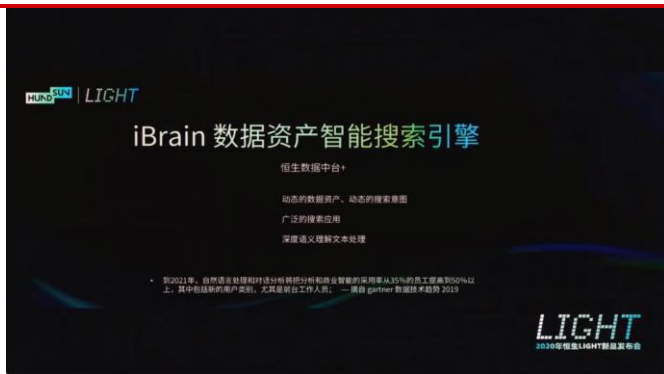 HUNDSUN | LIGHT
iBrain 数据资产智能搜索引擎
恒生数据中台+
动态的数据资产、动态的搜索意图
广泛的搜索应用
深度语义理解文本处理
• 到2021年，自然语言处理和对话分析将把分析和商业智能的采用率从35%的员工提高到50%以
上，其中包括新的用户类别，尤其是前台工作人员； — 摘自 gartner 数据技术趋势 2019
LIGHT
2020年恒生LIGHT新品发布会